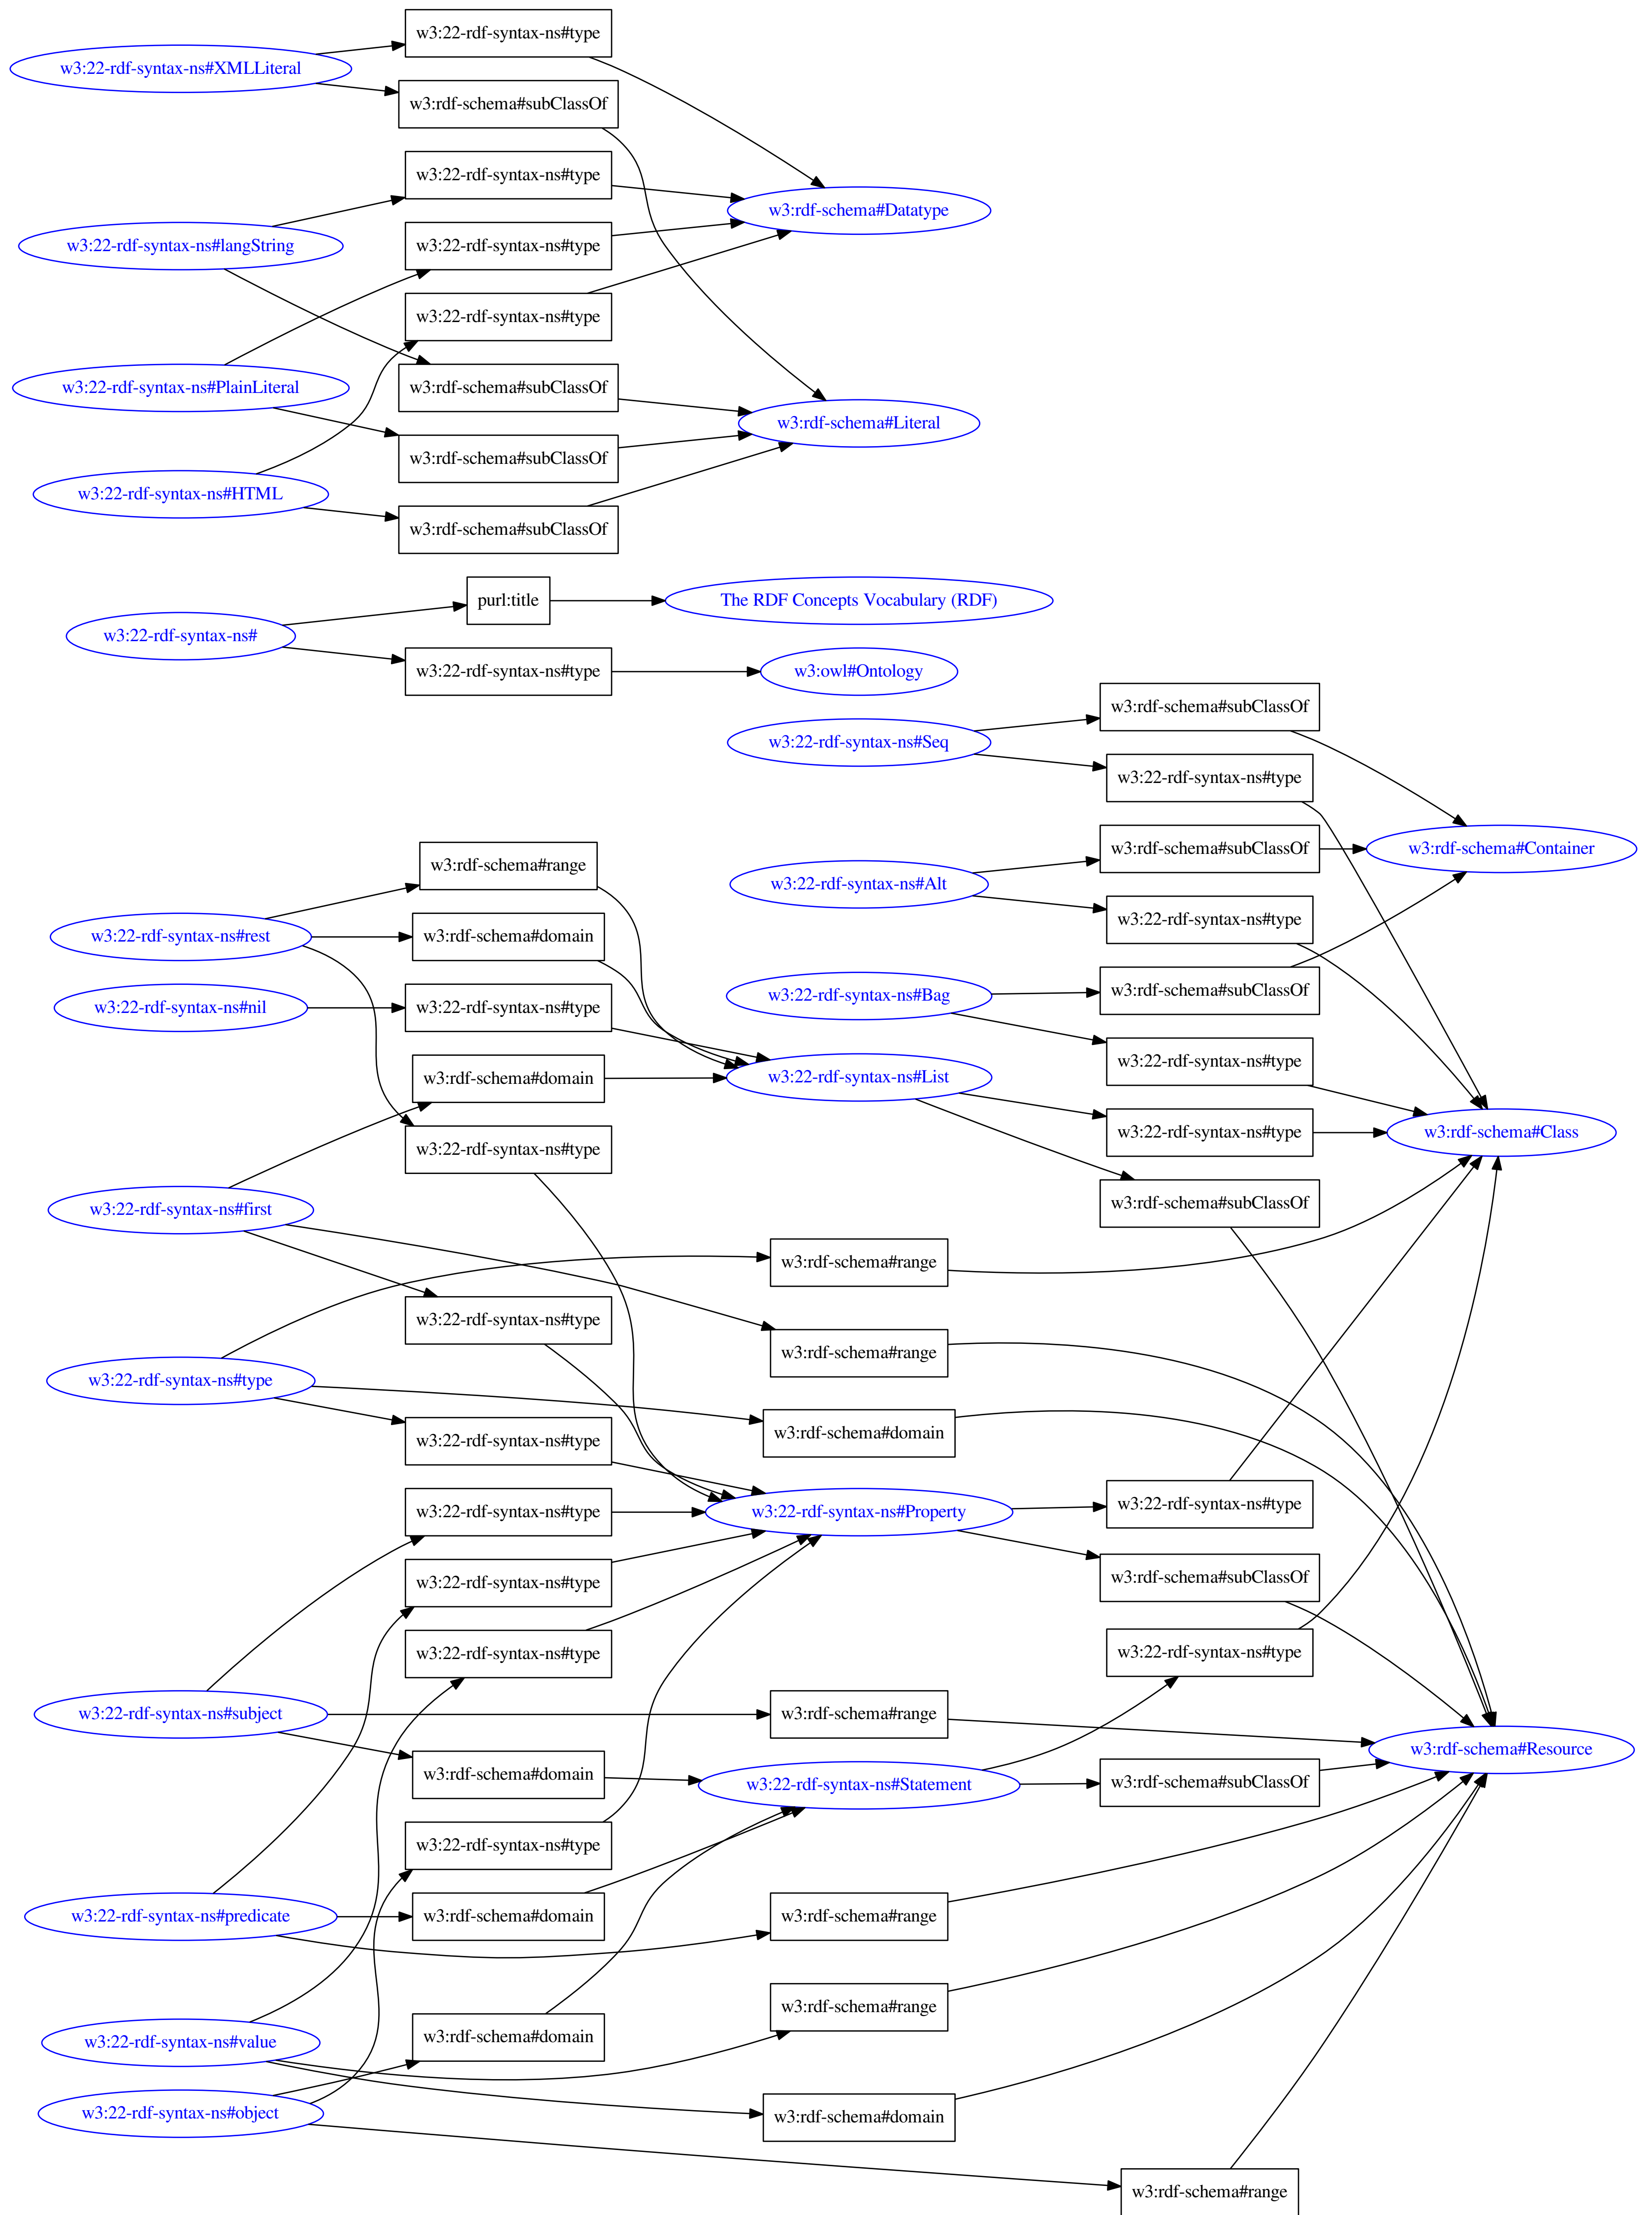 w3:22-rdf-syntax-ns#type
w3:22-rdf-syntax-ns#XMLLiteral
w3:rdf-schema#subClassOf
w3:22-rdf-syntax-ns#type
w3:rdf-schema#Datatype
w3:22-rdf-syntax-ns#langString
w3:22-rdf-syntax-ns#type
w3:22-rdf-syntax-ns#type
w3:22-rdf-syntax-ns#PlainLiteral
w3:rdf-schema#subClassOf
w3:rdf-schema#Literal
w3:rdf-schema#subClassOf
w3:22-rdf-syntax-ns#HTML
w3:rdf-schema#subClassOf
purl:title
The RDF Concepts Vocabulary (RDF)
w3:22-rdf-syntax-ns#
w3:22-rdf-syntax-ns#type
w3:owl#Ontology
w3:rdf-schema#subClassOf
w3:22-rdf-syntax-ns#Seq
w3:22-rdf-syntax-ns#type
w3:rdf-schema#subClassOf
w3:rdf-schema#Container
w3:rdf-schema#range
w3:22-rdf-syntax-ns#Alt
w3:22-rdf-syntax-ns#type
w3:22-rdf-syntax-ns#rest
w3:rdf-schema#domain
w3:rdf-schema#subClassOf
w3:22-rdf-syntax-ns#Bag
w3:22-rdf-syntax-ns#nil
w3:22-rdf-syntax-ns#type
w3:22-rdf-syntax-ns#type
w3:rdf-schema#domain
w3:22-rdf-syntax-ns#List
w3:22-rdf-syntax-ns#type
w3:rdf-schema#Class
w3:22-rdf-syntax-ns#type
w3:rdf-schema#subClassOf
w3:22-rdf-syntax-ns#first
w3:rdf-schema#range
w3:22-rdf-syntax-ns#type
w3:rdf-schema#range
w3:22-rdf-syntax-ns#type
w3:rdf-schema#domain
w3:22-rdf-syntax-ns#type
w3:22-rdf-syntax-ns#type
w3:22-rdf-syntax-ns#Property
w3:22-rdf-syntax-ns#type
w3:22-rdf-syntax-ns#type
w3:rdf-schema#subClassOf
w3:22-rdf-syntax-ns#type
w3:22-rdf-syntax-ns#type
w3:22-rdf-syntax-ns#subject
w3:rdf-schema#range
w3:rdf-schema#Resource
w3:rdf-schema#domain
w3:22-rdf-syntax-ns#Statement
w3:rdf-schema#subClassOf
w3:22-rdf-syntax-ns#type
w3:22-rdf-syntax-ns#predicate
w3:rdf-schema#domain
w3:rdf-schema#range
w3:rdf-schema#range
w3:22-rdf-syntax-ns#value
w3:rdf-schema#domain
w3:22-rdf-syntax-ns#object
w3:rdf-schema#domain
w3:rdf-schema#range